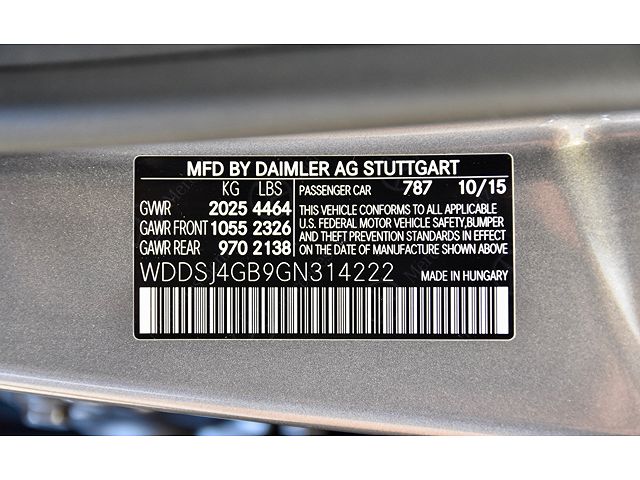 MFD BY DAIMLER AG STUTTGART
KG LBS PASSENGER CAR 787 10/15
GVWR 2025 4464 THIS VEHICLE CONFORMS TO ALL APPLICABLE
GAWR FRONT 1055 2326 U.S. FEDERAL MOTOR VEHICLE SAFETY,BUMPER
AND THEFT PREVENTION STANDARDS IN EFFECT
GAWR REAR 970 2138 ON THE DATE OF MANUFACTURE SHOWN ABOVE.
WDDSJ4GB9GN314222 MADE IN HUNGARY